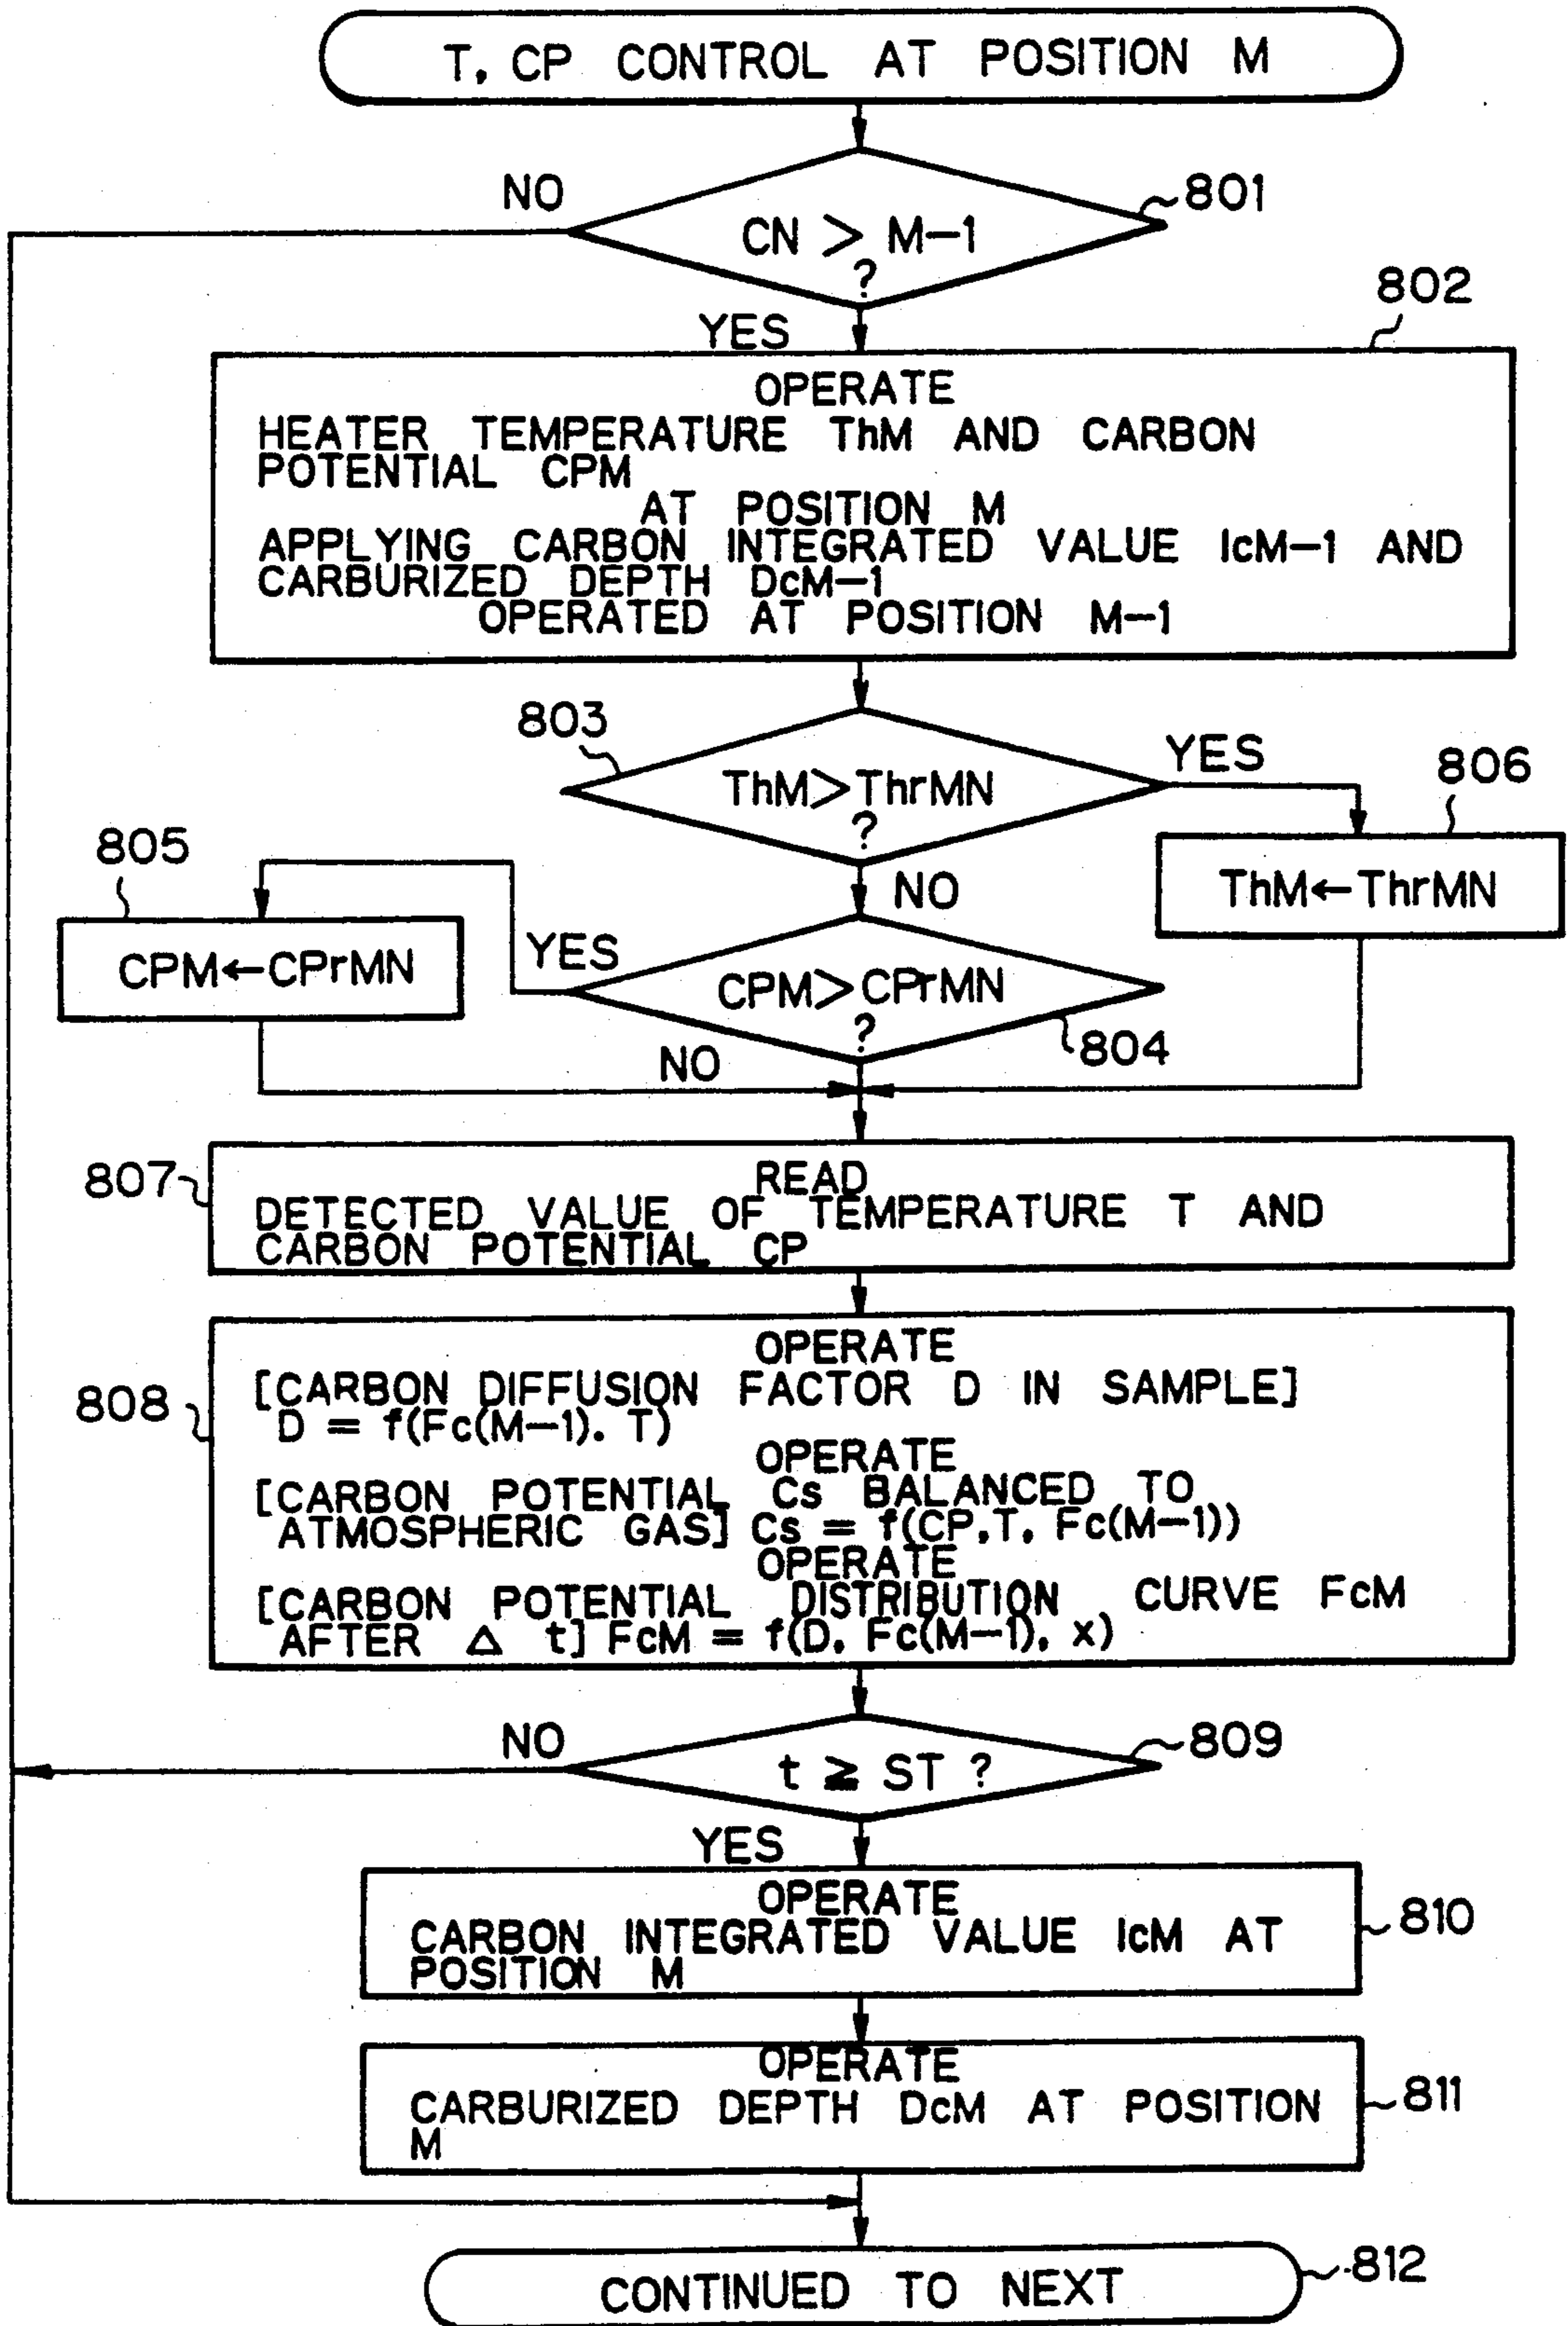 T, CP CONTROL AT POSITION M
NO
801
CN > M-1
?
802
YES
OPERATE
HEATER TEMPERATURE ThM AND CARBON
POTENTIAL CPM
AT POSITION M
APPLYING CARBON INTEGRATED VALUE IcM-1 AND
CARBURIZED DEPTH DcM-1
OPERATED AT POSITION M-1
803
YES
ThM>ThrMN
?
806
805
NO
ThM←ThrMN
YES
CPM←CPrMN
CPM>CPrMN
?
804
NO
807
READ
DETECTED VALUE OF TEMPERATURE T AND
CARBON POTENTIAL CP
808
OPERATE
[CARBON DIFFUSION FACTOR D IN SAMPLE]
D = f(Fc(M-1). T)
OPERATE
[CARBON POTENTIAL Cs BALANCED TO
ATMOSPHERIC GAS] Cs = f(CP.T. Fc(M-1))
OPERATE
[CARBON POTENTIAL DISTRIBUTION CURVE FcM
AFTER Δ t] FcM = f(D. Fc(M-1). x)
NO
809
t ≧ ST ?
YES
OPERATE
CARBON INTEGRATED VALUE IcM AT
POSITION M
810
OPERATE
CARBURIZED DEPTH DcM AT POSITION
M
811
CONTINUED TO NEXT
812